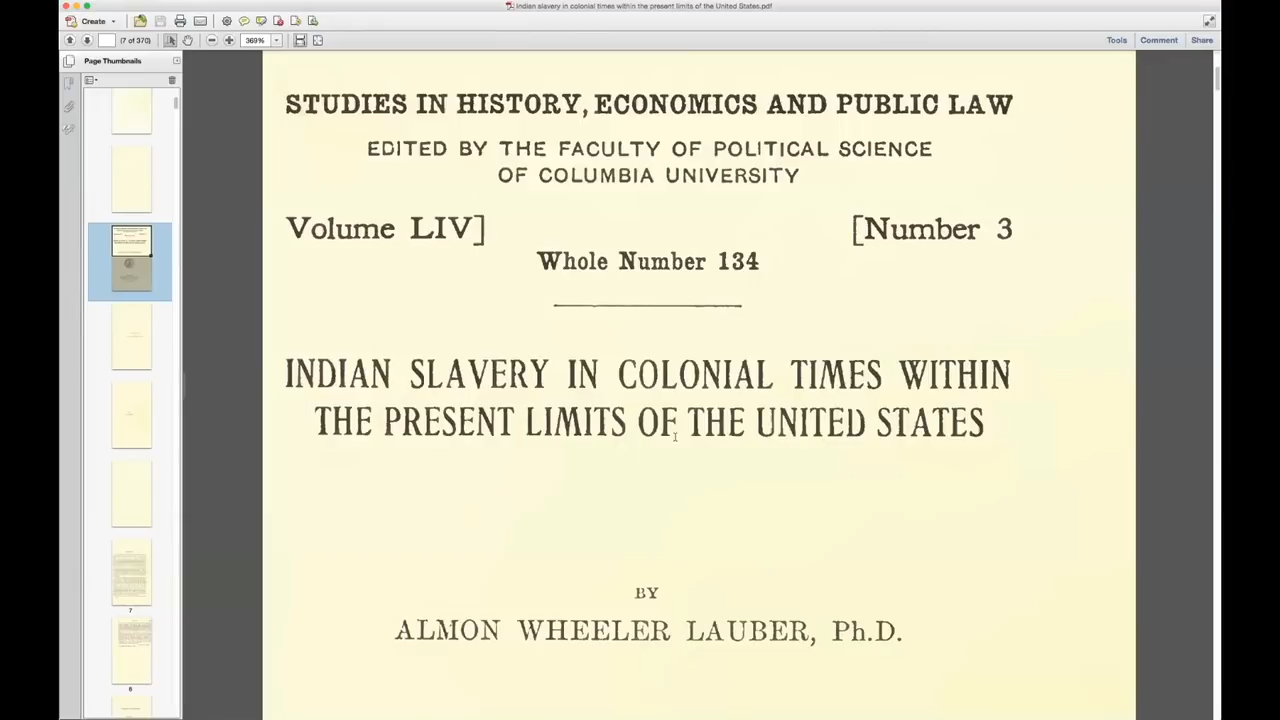 Indian slavery in colonial times within the present limits of the United States.pdf
Create
369%
(7 of 370)
Tools
Comment
Share
Page Thumbnails
7
8
STUDIES IN HISTORY, ECONOMICS AND PUBLIC LAW
EDITED BY THE FACULTY OF POLITICAL SCIENCE
OF COLUMBIA UNIVERSITY
Volume LIV]
[Number 3
Whole Number 134
INDIAN SLAVERY IN COLONIAL TIMES WITHIN
THE PRESENT LIMITS OF THE UNITED STATES
BY
ALMON WHEELER LAUBER, Ph.D.